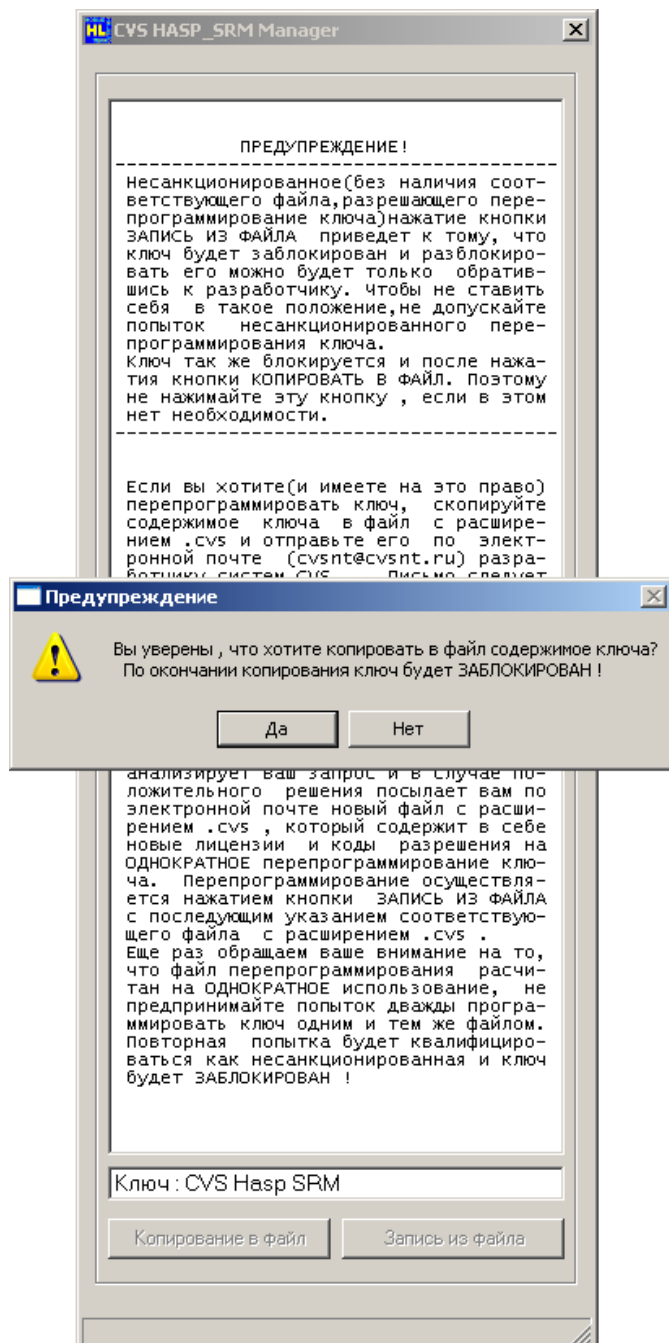 HL CVS HASP_SRM Manager
ПРЕДУПРЕЖДЕНИЕ!
Несанкционированное(без наличия соот-
ветствующего файла,разрешающего пере-
программирование ключа)нажатие кнопки
ЗАПИСЬ ИЗ ФАЙЛА приведет к тому, что
ключ будет заблокирован и разблокиро-
вать его можно будет только обратив-
шись к разработчику. Чтобы не ставить
себя в такое положение,не допускайте
попыток несанкционированного пере-
программирования ключа.
Ключ так же блокируется и после нажа-
тия кнопки КОПИРОВАТЬ В ФАЙЛ. Поэтому
не нажимайте эту кнопку , если в этом
нет необходимости.
Если вы хотите(и имеете на это право)
перепрограммировать ключ, скопируйте
содержимое ключа в файл с расшире-
нием .cvs и отправьте его по элект-
ронной почте (cvsnt@cvsnt.ru) разра-
ботчику систем CVS. Письмо следует
Предупреждение
Вы уверены , что хотите копировать в файл содержимое ключа?
По окончании копирования ключ будет ЗАБЛОКИРОВАН !
Да Нет
анализирует ваш запрос и в случае по-
ложительного решения посылает вам по
электронной почте новый файл с расши-
рением .cvs , который содержит в себе
новые лицензии и коды разрешения на
ОДНОКРАТНОЕ перепрограммирование клю-
ча. Перепрограммирование осуществля-
ется нажатием кнопки ЗАПИСЬ ИЗ ФАЙЛА
с последующим указанием соответствую-
щего файла с расширением .cvs .
Еще раз обращаем ваше внимание на то,
что файл перепрограммирования расчи-
тан на ОДНОКРАТНОЕ использование, не
предпринимайте попыток дважды програ-
ммировать ключ одним и тем же файлом.
Повторная попытка будет квалифициро-
ваться как несанкционированная и ключ
будет ЗАБЛОКИРОВАН !
Ключ : CVS Hasp SRM
Копирование в файл Запись из файла